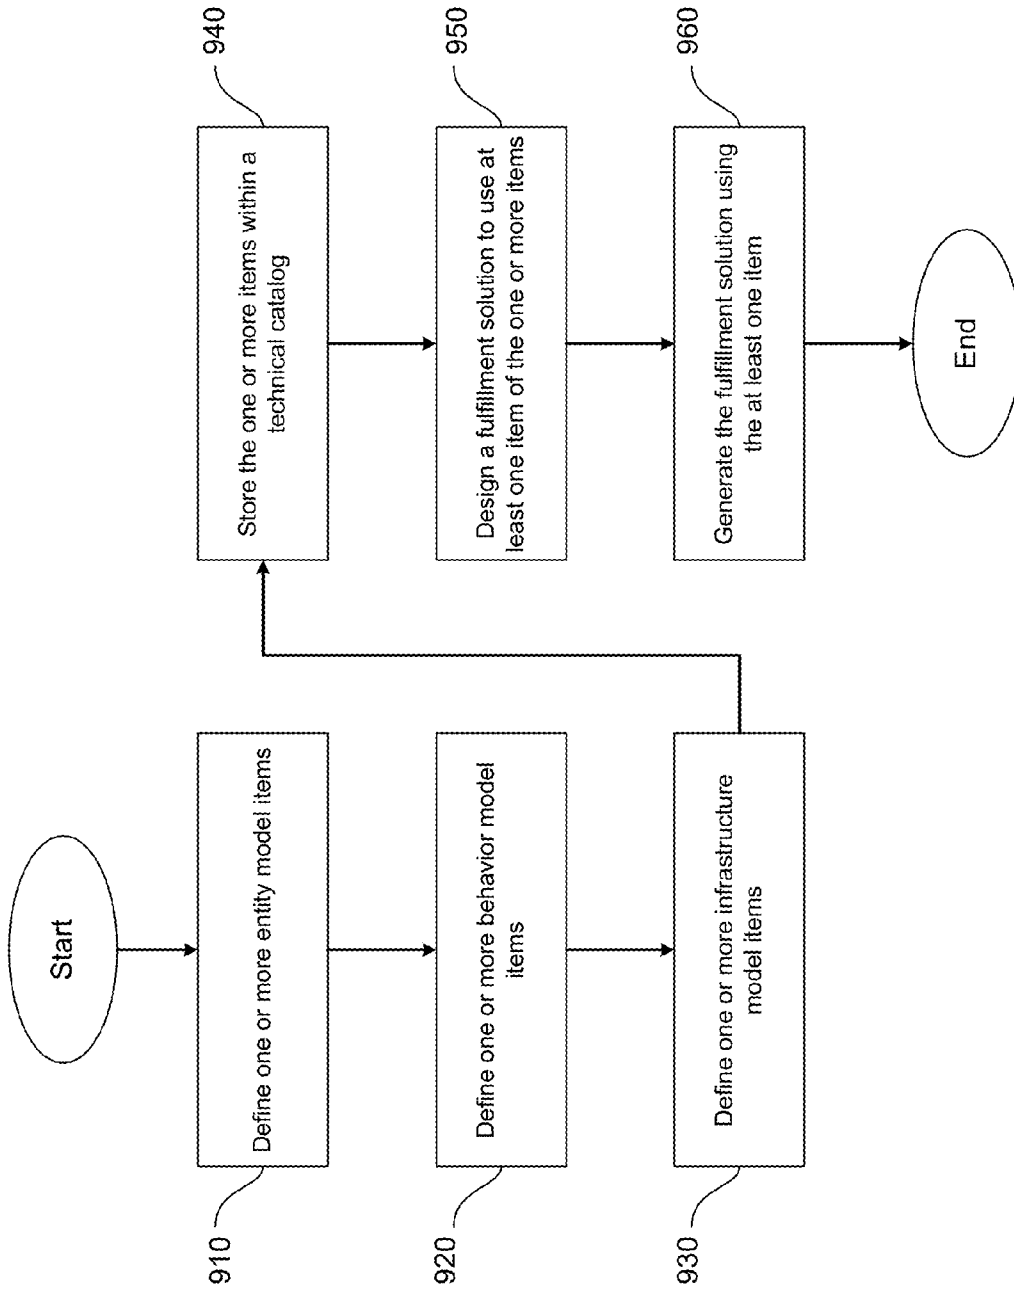 Start
910
Define one or more entity model items
920
Define one or more behavior model
items
930
Define one or more infrastructure
model items
940
Store the one or more items within a
technical catalog
950
Design a fulfillment solution to use at
least one item of the one or more items
960
Generate the fulfillment solution using
the at least one item
End